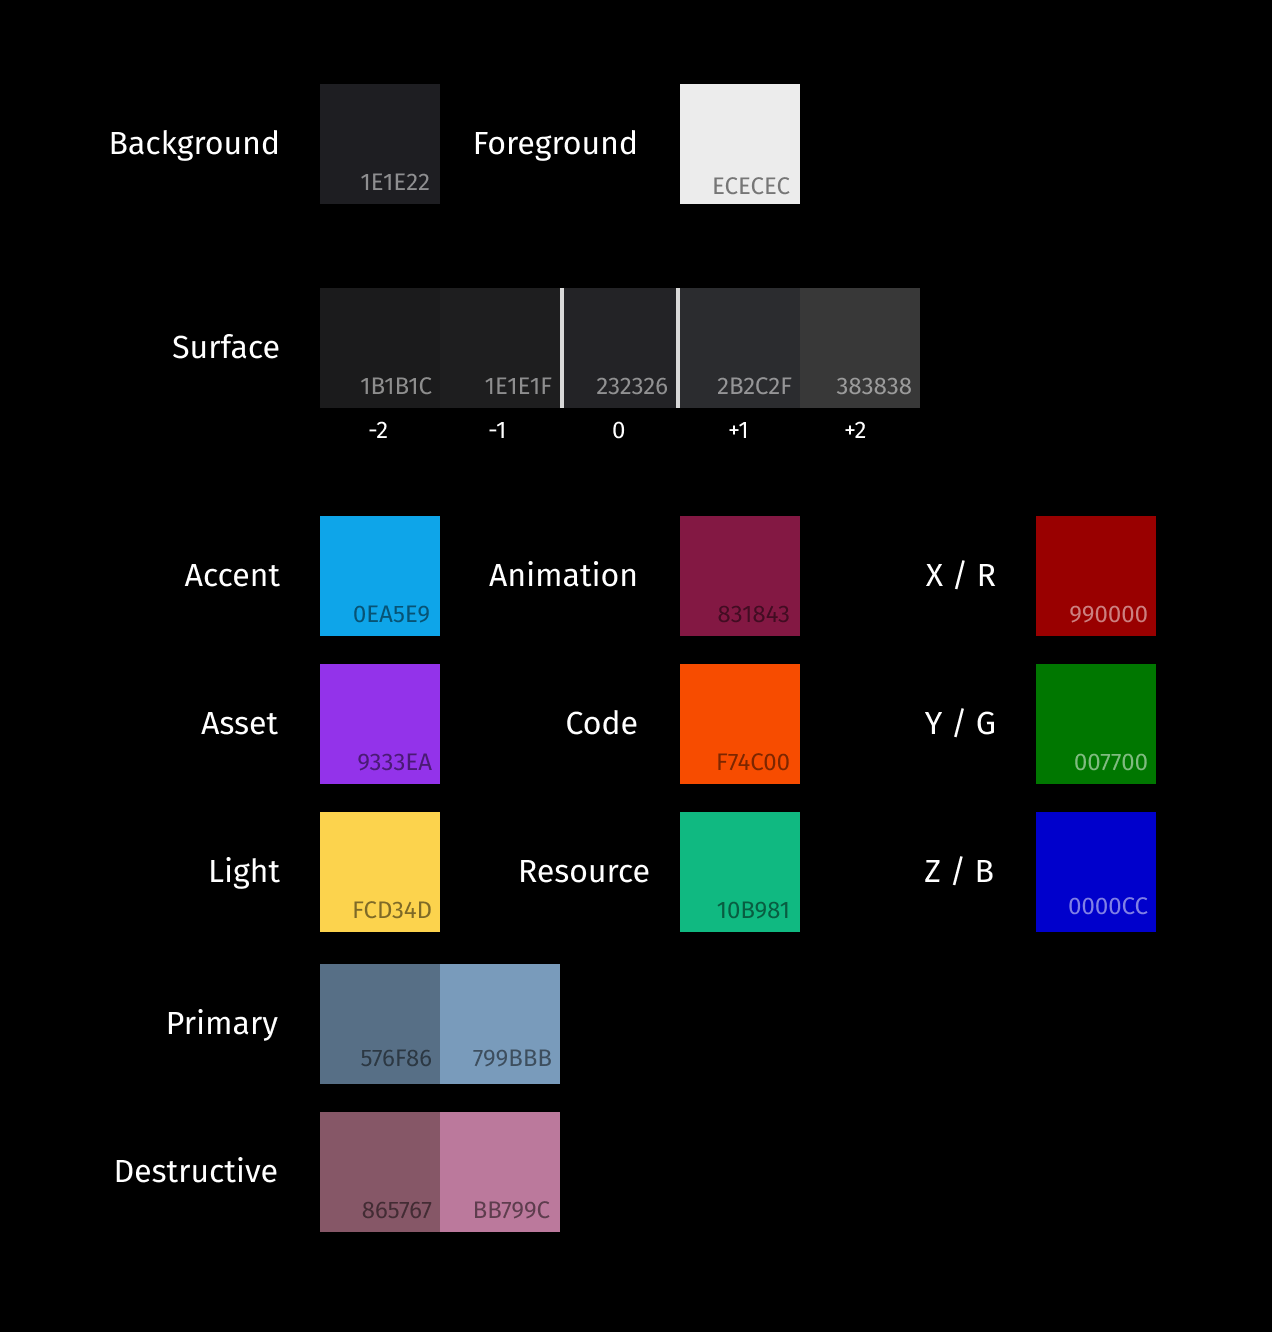 Background
1E1E22
Foreground
ECECEC
Surface
1B1B1C
1E1E1F
232326
2B2C2F
383838
-2
-1
0
+1
+2
Accent
0EA5E9
Animation
831843
X / R
990000
Asset
9333EA
Code
F74C00
Y / G
007700
Light
FCD34D
Resource
10B981
Z / B
0000CC
Primary
576F86
799BBB
Destructive
865767
BB799C